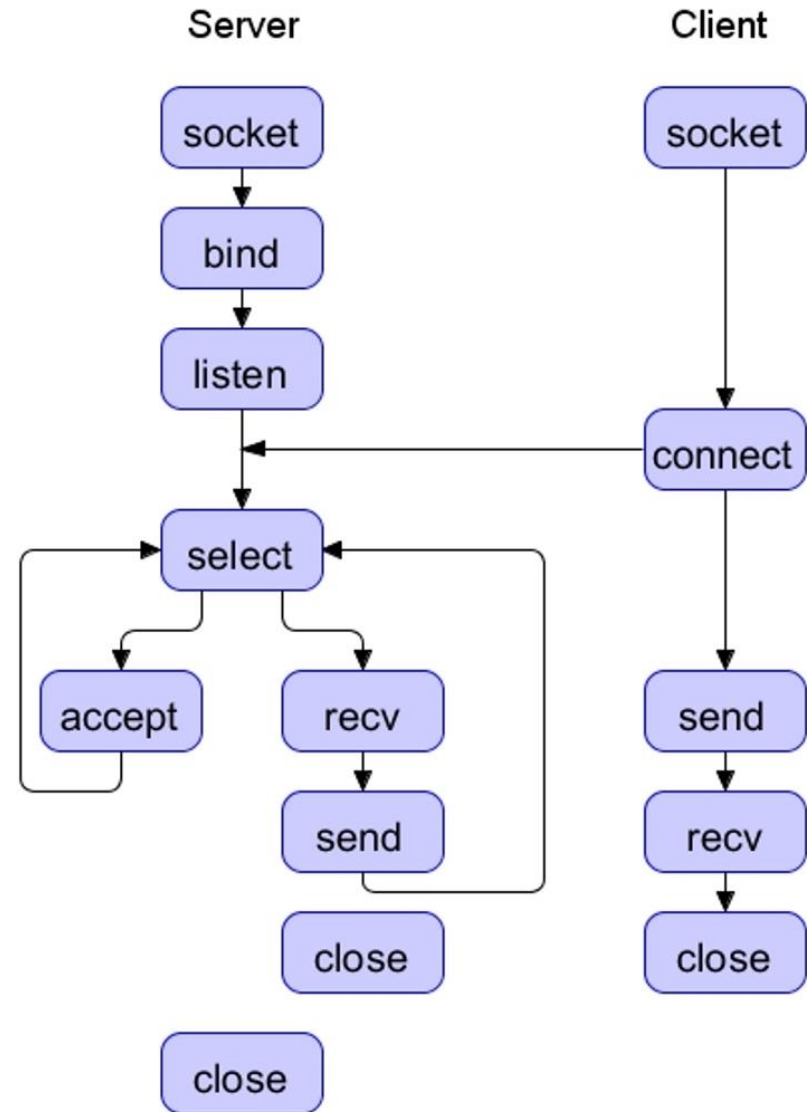 Server
Client
socket
socket
bind
listen
connect
select
accept
recv
send
send
recv
close
close
close